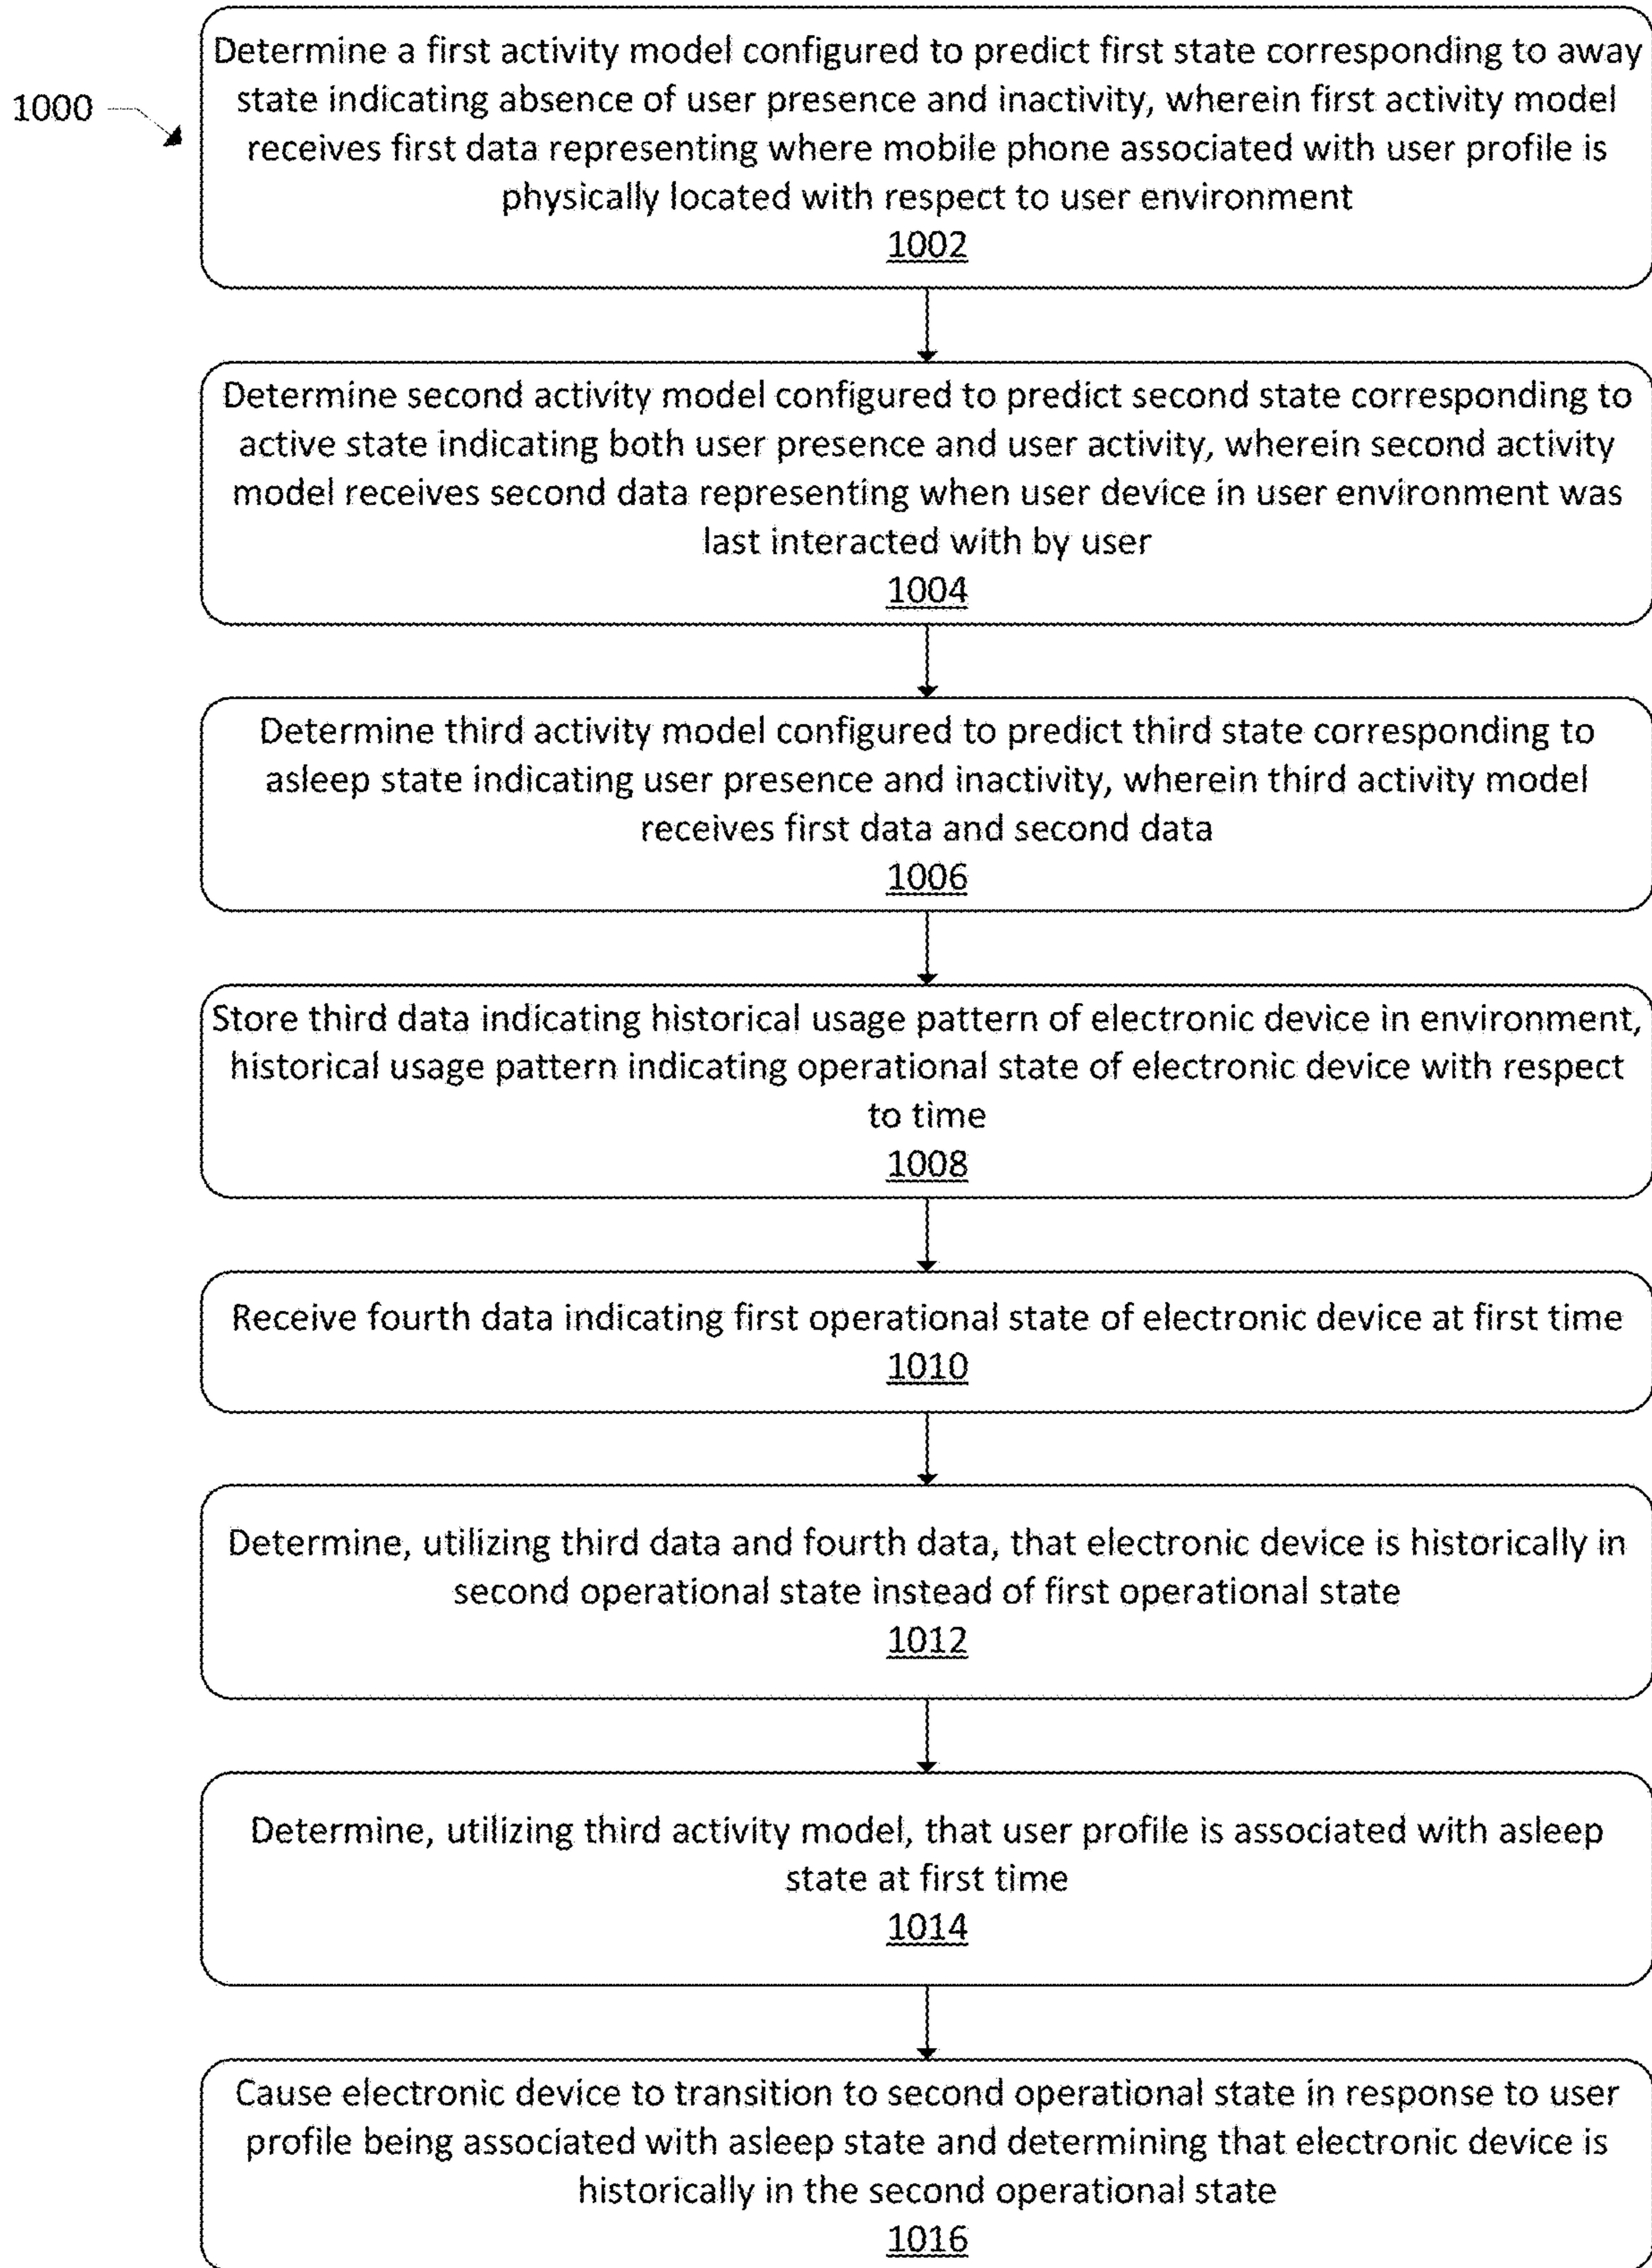 1000
Determine a first activity model configured to predict first state corresponding to away
state indicating absence of user presence and inactivity, wherein first activity model
receives first data representing where mobile phone associated with user profile is
physically located with respect to user environment
1002
Determine second activity model configured to predict second state corresponding to
active state indicating both user presence and user activity, wherein second activity
model receives second data representing when user device in user environment was
last interacted with by user
1004
Determine third activity model configured to predict third state corresponding to
asleep state indicating user presence and inactivity, wherein third activity model
receives first data and second data
1006
Store third data indicating historical usage pattern of electronic device in environment,
historical usage pattern indicating operational state of electronic device with respect
to time
1008
Receive fourth data indicating first operational state of electronic device at first time
1010
Determine, utilizing third data and fourth data, that electronic device is historically in
second operational state instead of first operational state
1012
Determine, utilizing third activity model, that user profile is associated with asleep
state at first time
1014
Cause electronic device to transition to second operational state in response to user
profile being associated with asleep state and determining that electronic device is
historically in the second operational state
1016